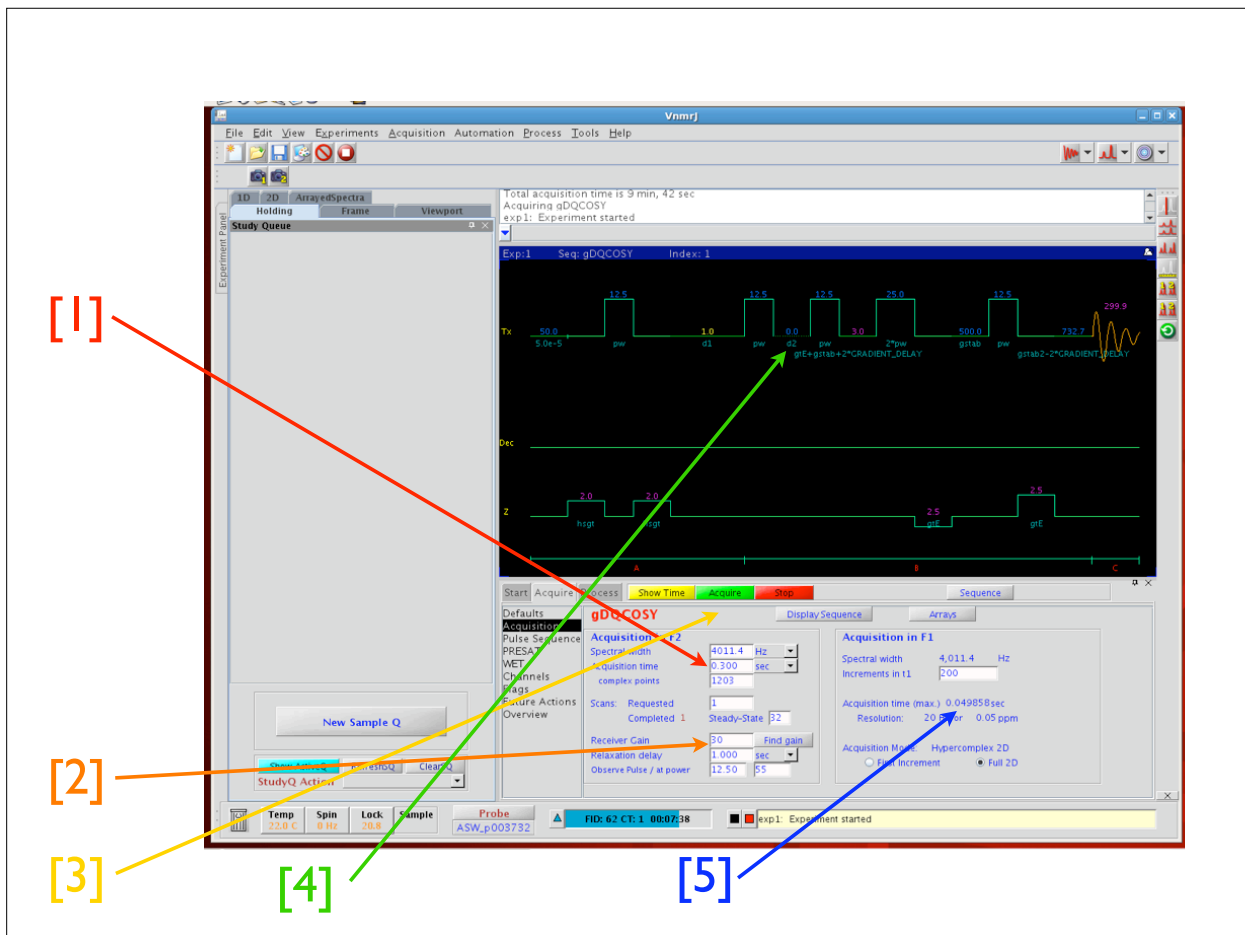 VnmrJ
File Edit View Experiments Acquisition Automation Process Tools Help
1D 2D ArrayedSpectra
Holding Frame Viewport
Experiment Panel
Study Queue
Total acquisition time is 9 min, 42 sec
Acquiring gDQCOSY
exp1: Experiment started
Exp:1 Seq: gDQCOSY Index: 1
12.5 12.5 12.5 25.0 12.5 299.9
Tx 50.0 1.0 0.0 3.0 500.0 732.7
5.0e-5 pw d1 pw d2 pw 2*pw gstab pw
gtE+gstab+2*GRADIENT_DELAY gstab2-2*GRADIENT_DELAY
Dec
2.0 2.0 2.5
Z 2.5
hsgt hsgt gtE gtE
A B C
[1]
Start Acquire Process Show Time Acquire Stop Sequence
Defaults
Acquisition
Pulse Sequence
PRESAT
WET
Channels
Flags
Future Actions
Overview
gDQCOSY Display Sequence Arrays
Acquisition in F2
Spectral width 4011.4 Hz
Acquisition time 0.300 sec
complex points 1203
Scans: Requested 1
Completed 1 Steady-State 32
Receiver Gain 30 Find gain
Relaxation delay 1.000 sec
Observe Pulse / at power 12.50 55
Acquisition in F1
Spectral width 4,011.4 Hz
Increments in t1 200
Acquisition time (max.) 0.049858 sec
Resolution: 20 or 0.05 ppm
Acquisition Mode: Hypercomplex 2D
First Increment Full 2D
New Sample Q
Show ActiveQ RefreshQ ClearQ
StudyQ Action
[2]
Temp Spin Lock Sample Probe
22.0 C 0 Hz 20.8 ASW_p003732
FID: 62 CT: 1 00:07:38
exp1: Experiment started
[3]
[4]
[5]